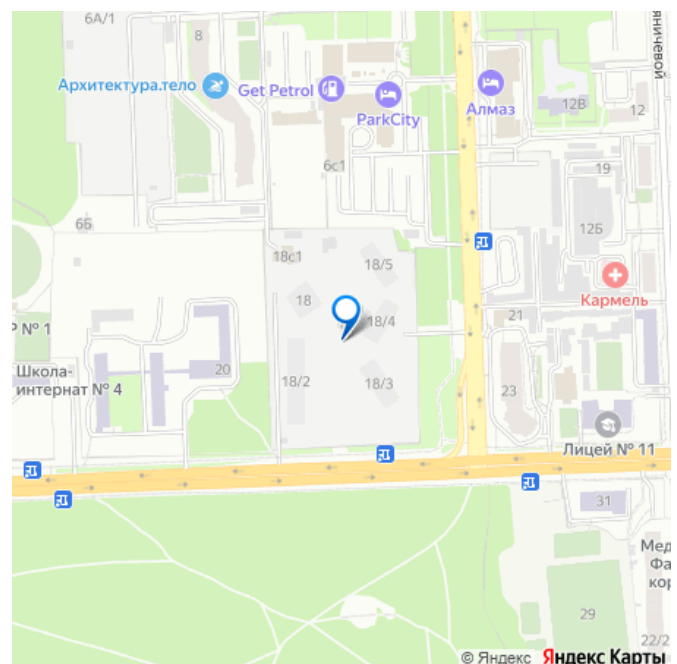 6А/1
8
Архитектура.тело
Get Petrol
ParkCity
Алмаз
12В
12
яничевой
6с1
19
6Б
12Б
18с1
18/5
Кармель
18
18/4
21
Р № 1
Школа-
интернат № 4
20
18/2
18/3
23
Лицей № 11
31
Мед
Фа
кор
29
22/2
© Яндекс Яндекс Карты